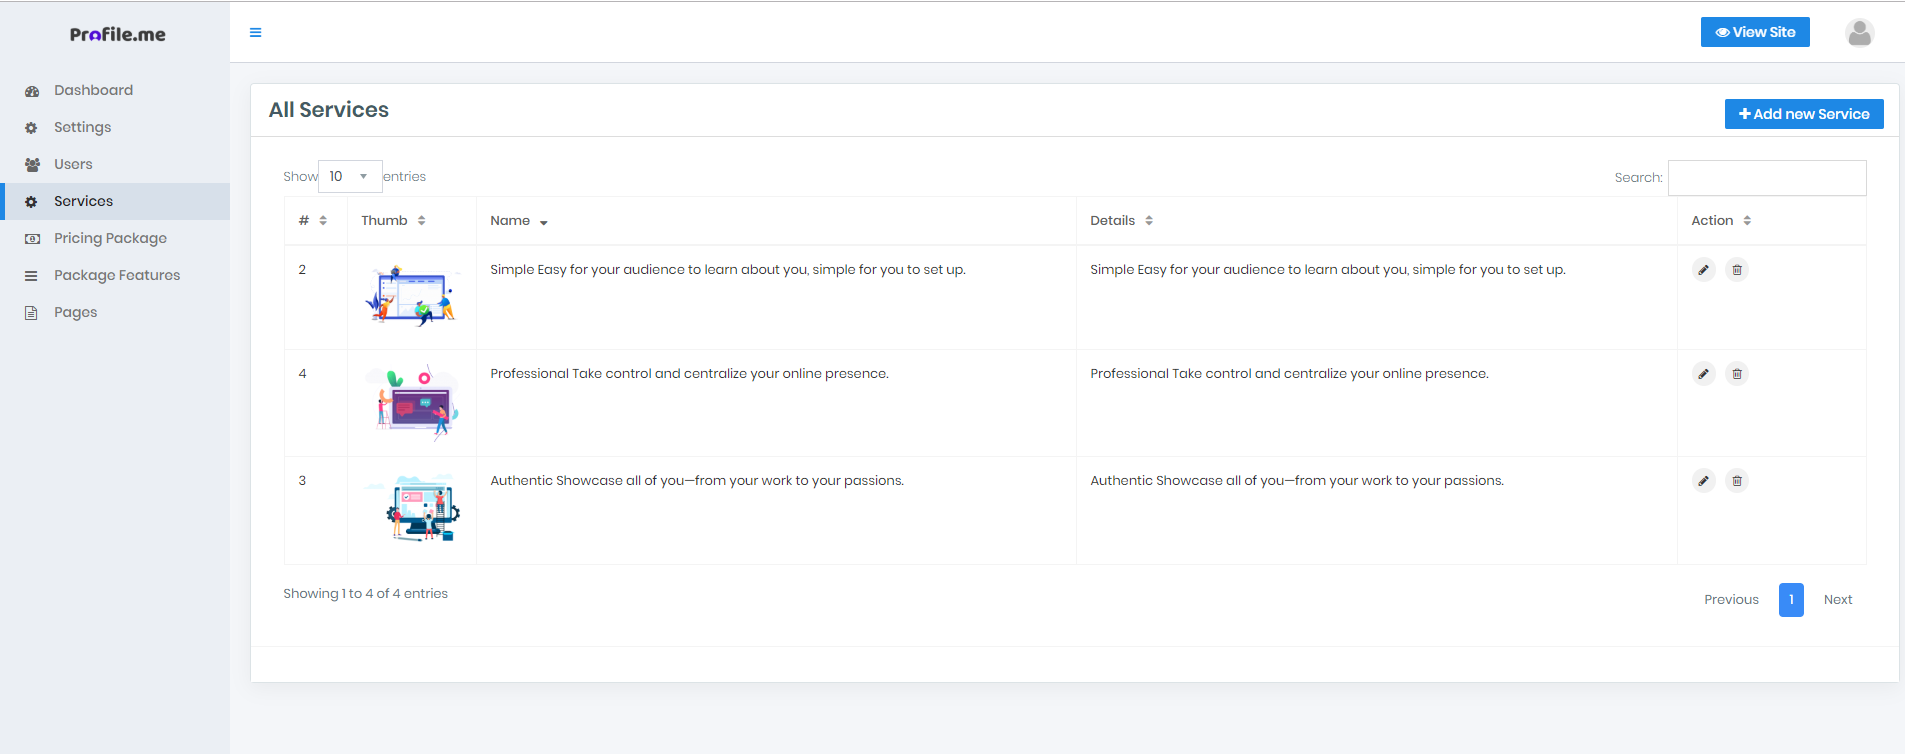 Profile.me
View Site
Dashboard
Settings
Users
Services
Pricing Package
Package Features
Pages
All Services
Add new Service
Show 10 entries
Search:
# Thumb Name Details Action
2 Simple Easy for your audience to learn about you, simple for you to set up. Simple Easy for your audience to learn about you, simple for you to set up.
4 Professional Take control and centralize your online presence. Professional Take control and centralize your online presence.
3 Authentic Showcase all of you—from your work to your passions. Authentic Showcase all of you—from your work to your passions.
Showing 1 to 4 of 4 entries
Previous 1 Next